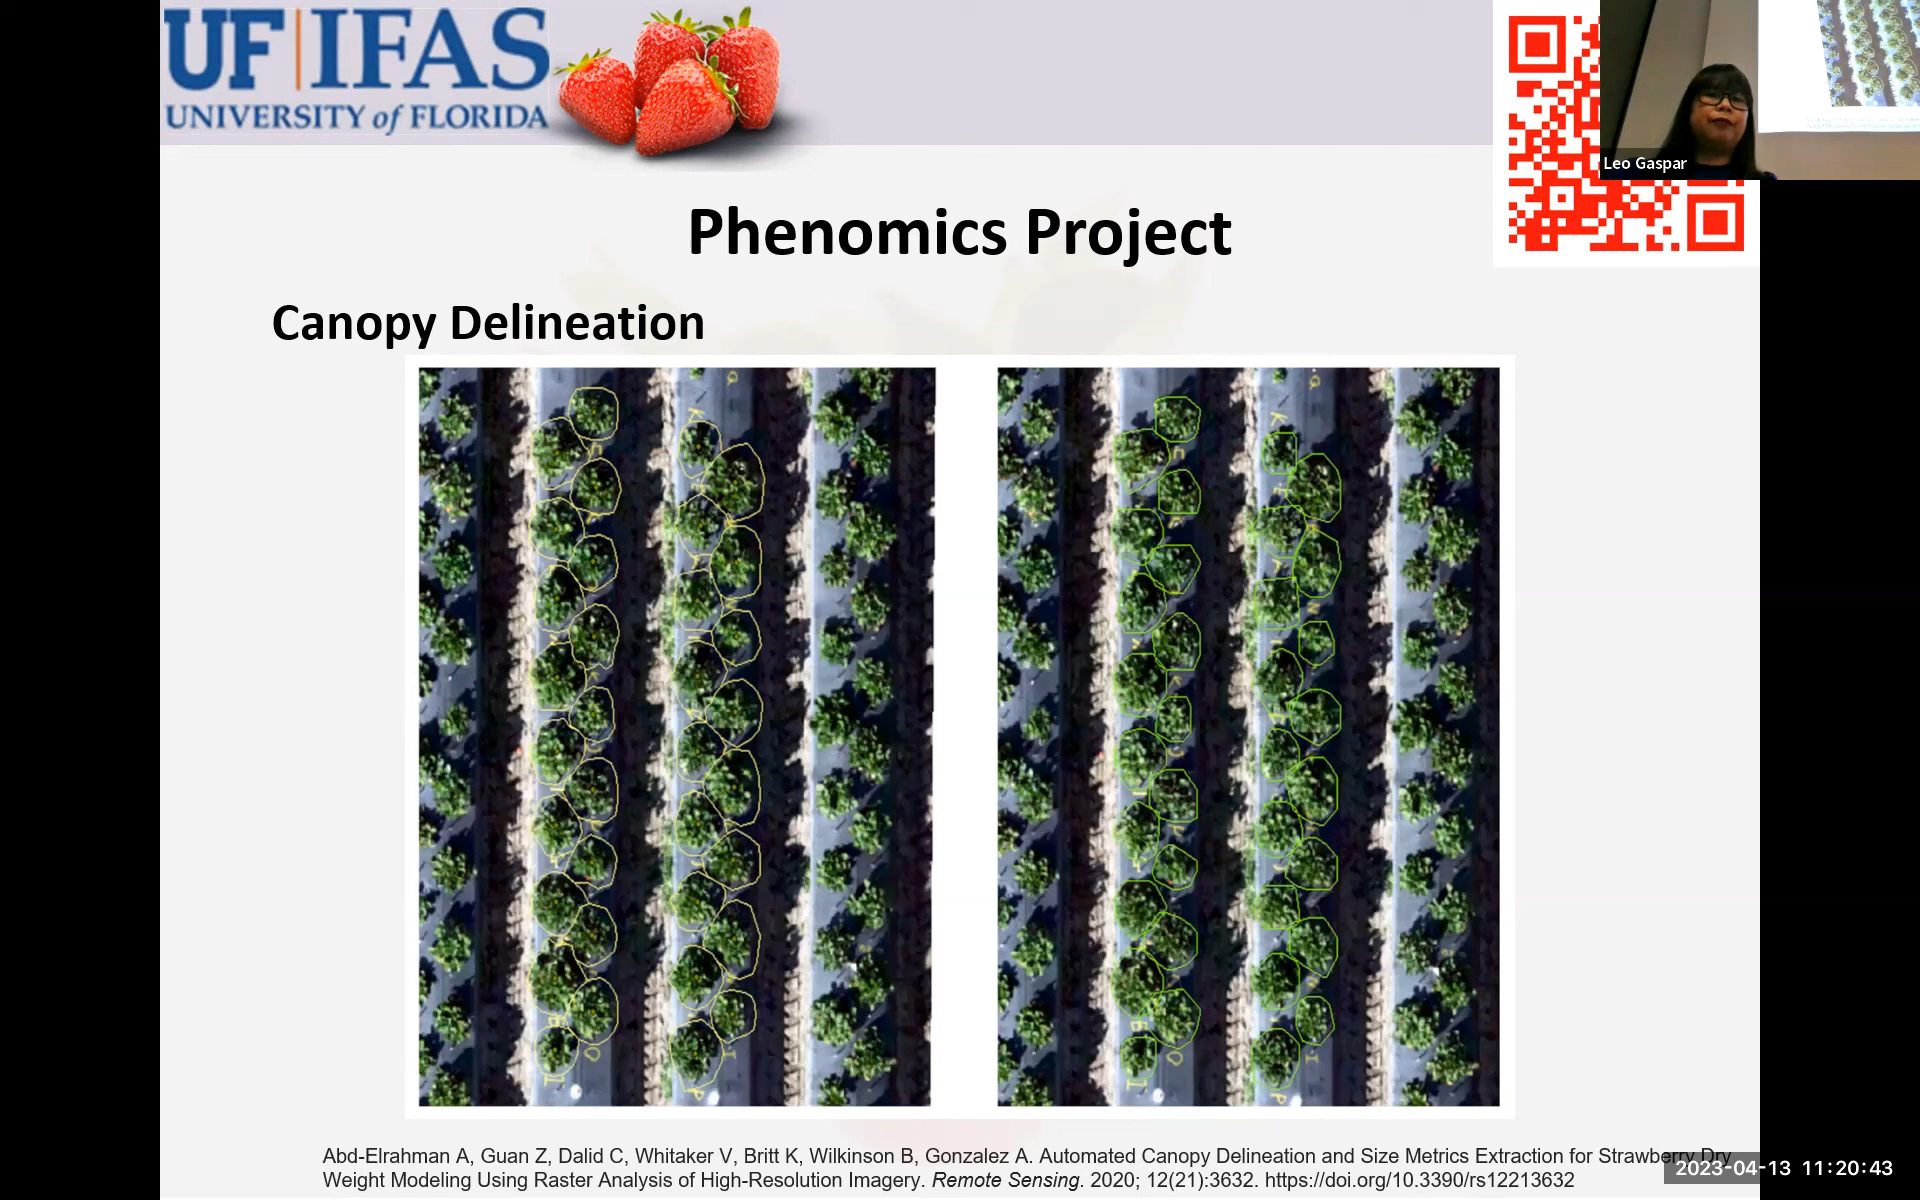 UF|IFAS
UNIVERSITY of FLORIDA
Leo Gaspar
Phenomics Project
Canopy Delineation
Abd-Elrahman A, Guan Z, Dalid C, Whitaker V, Britt K, Wilkinson B, Gonzalez A. Automated Canopy Delineation and Size Metrics Extraction for Strawberry Dry
Weight Modeling Using Raster Analysis of High-Resolution Imagery. Remote Sensing. 2020; 12(21):3632. https://doi.org/10.3390/rs12213632
2023-04-13 11:20:43